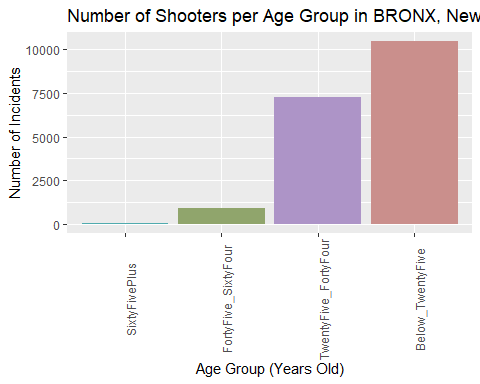 Number of Shooters per Age Group in BRONX, New
Number of Incidents
10000
7500
5000
2500
0
SixtyFivePlus
FortyFive_SixtyFour
TwentyFive_FortyFour
Below_TwentyFive
Age Group (Years Old)